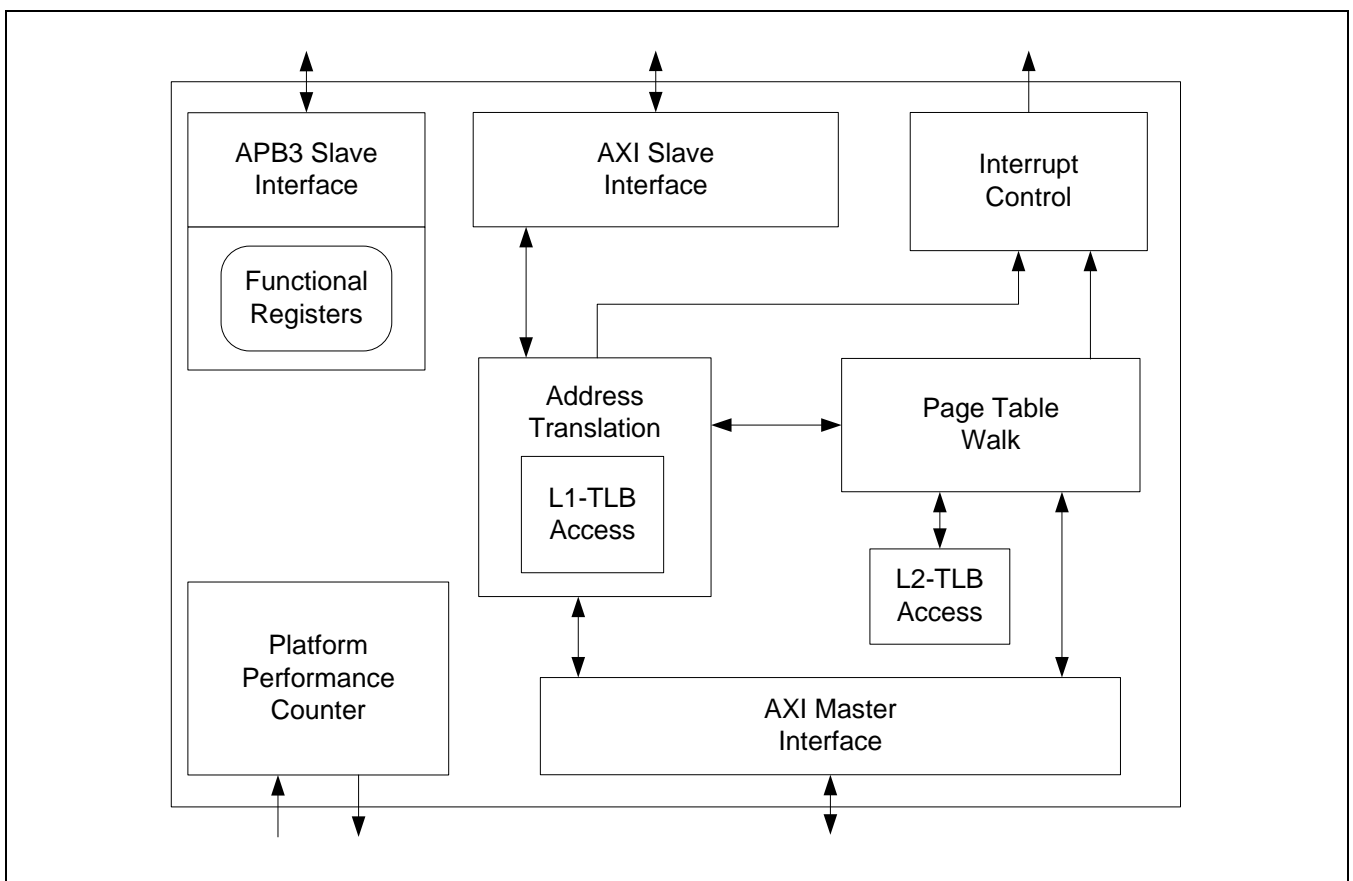 APB3 Slave
Interface
AXI Slave
Interface
Interrupt
Control
Functional
Registers
Address
Translation
Page Table
Walk
L1-TLB
Access
L2-TLB
Access
Platform
Performance
Counter
AXI Master
Interface